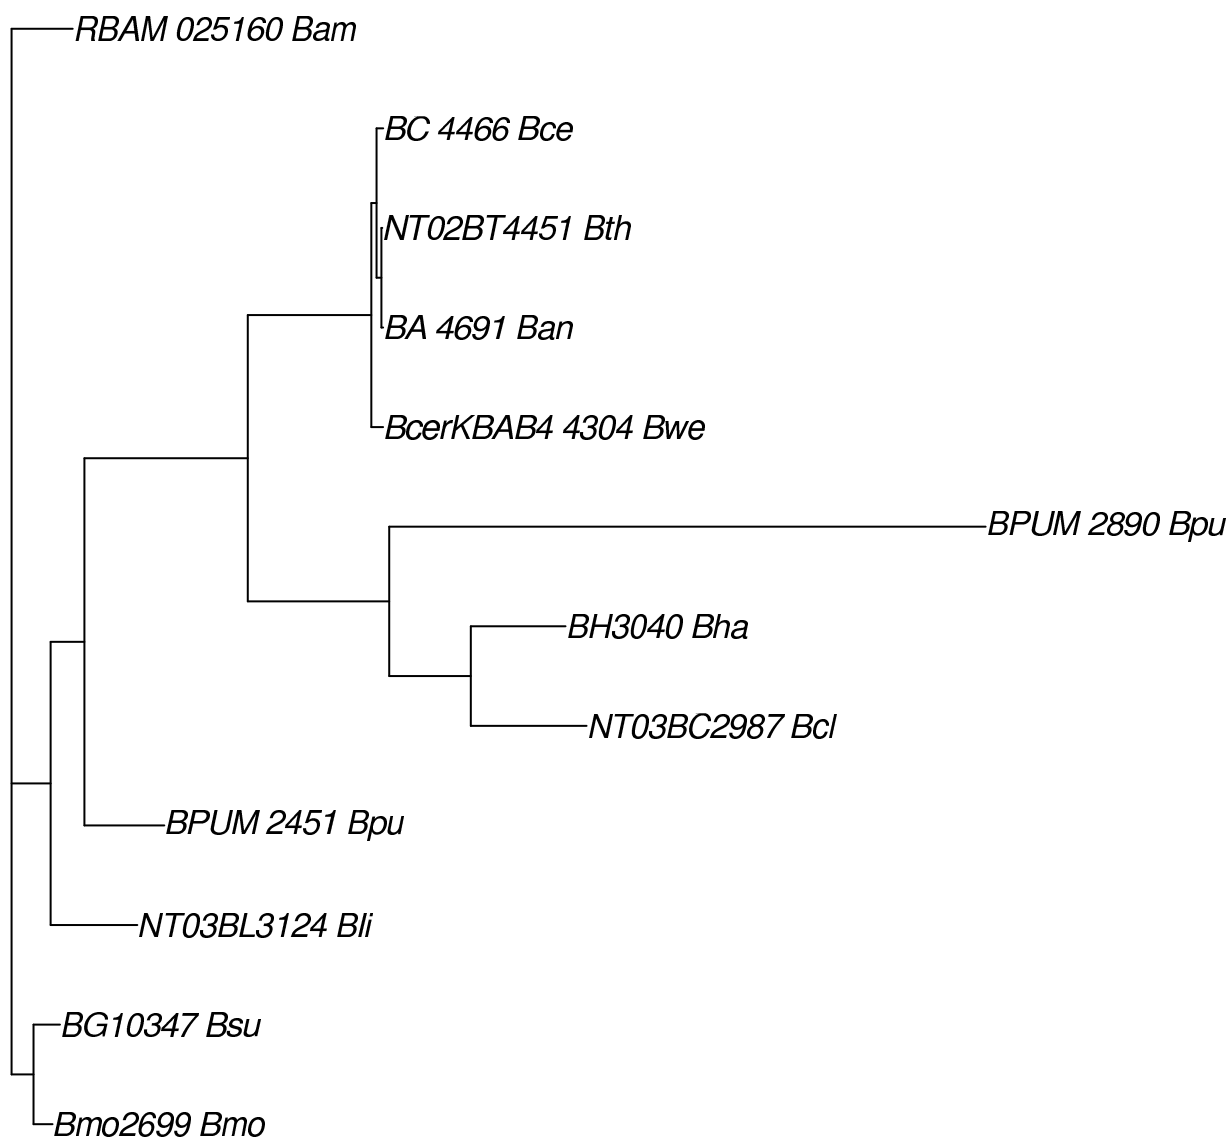 RBAM 025160 Bam
BC 4466 Bce
NT02BT4451 Bth
BA 4691 Ban
BcerKBAB4 4304 Bwe
BPUM 2890 Bpu
BH3040 Bha
NT03BC2987 Bcl
BPUM 2451 Bpu
NT03BL3124 Bli
BG10347 Bsu
Bmo2699 Bmo